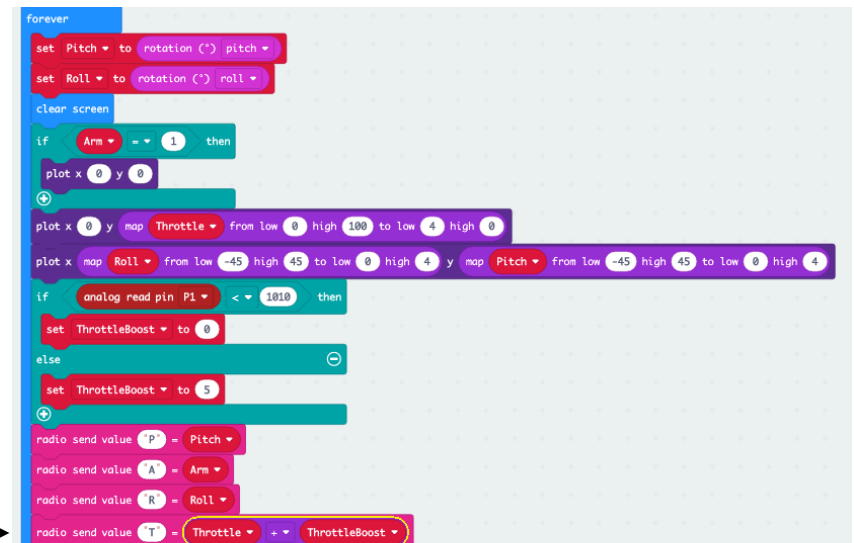 forever
set Pitch to rotation (°) pitch
set Roll to rotation (°) roll
clear screen
if Arm = 1 then
plot x 0 y 0
plot x 0 y map Throttle from low 0 high 100 to low 4 high 0
plot x map Roll from low -45 high 45 to low 0 high 4 y map Pitch from low -45 high 45 to low 0 high 4
if analog read pin P1 < 1010 then
set ThrottleBoost to 0
else
set ThrottleBoost to 5
radio send value "P" = Pitch
radio send value "A" = Arm
radio send value "R" = Roll
radio send value "T" = Throttle + ThrottleBoost